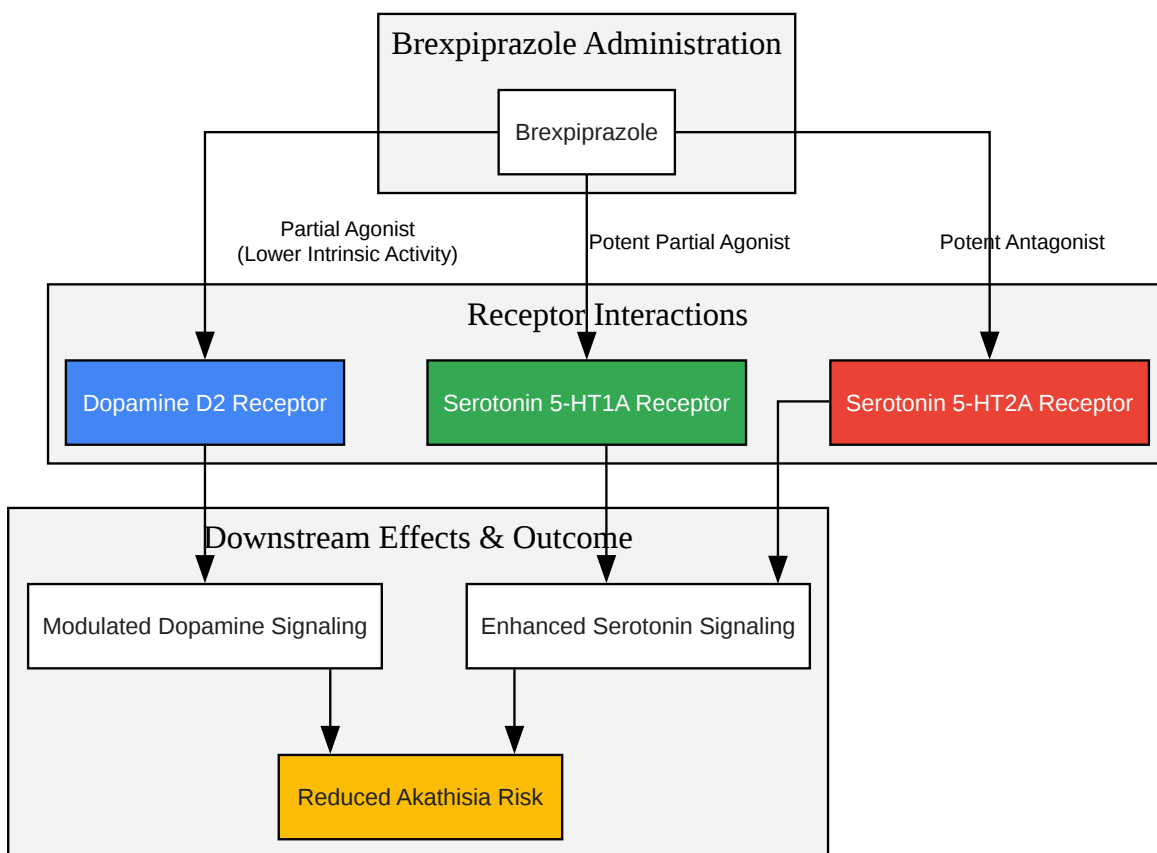 Brexpiprazole Administration
Brexpiprazole
Partial Agonist
(Lower Intrinsic Activity)
Potent Partial Agonist
Potent Antagonist
Receptor Interactions
Dopamine D2 Receptor
Serotonin 5-HT1A Receptor
Serotonin 5-HT2A Receptor
Downstream Effects & Outcome
Modulated Dopamine Signaling
Enhanced Serotonin Signaling
Reduced Akathisia Risk